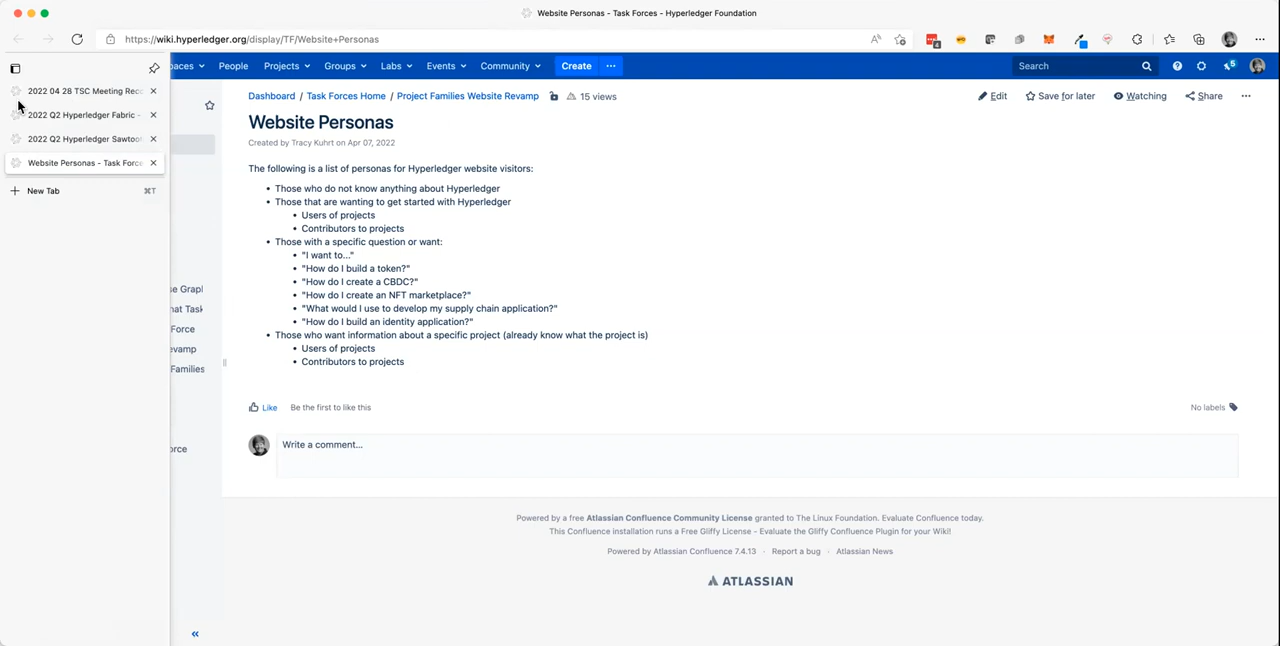 Website Personas - Task Forces - Hyperledger Foundation
https://wiki.hyperledger.org/display/TF/Website+Personas
4
2022 04 28 TSC Meeting Rec
2022 Q2 Hyperledger Fabric -
2022 Q2 Hyperledger Sawtoo
Website Personas - Task Force
New Tab ⌘T
paces People Projects Groups Labs Events Community Create ··· Search 5
Dashboard / Task Forces Home / Project Families Website Revamp 15 views Edit Save for later Watching Share ···
Website Personas
Created by Tracy Kuhrt on Apr 07, 2022
The following is a list of personas for Hyperledger website visitors:
• Those who do not know anything about Hyperledger
• Those that are wanting to get started with Hyperledger
• Users of projects
• Contributors to projects
• Those with a specific question or want:
• "I want to..."
• "How do I build a token?"
• "How do I create a CBDC?"
• "How do I create an NFT marketplace?"
• "What would I use to develop my supply chain application?"
• "How do I build an identity application?"
• Those who want information about a specific project (already know what the project is)
• Users of projects
• Contributors to projects
se Grapl
hat Task
Force
evamp
Families
orce
Like Be the first to like this No labels
Write a comment...
Powered by a free Atlassian Confluence Community License granted to The Linux Foundation. Evaluate Confluence today.
This Confluence installation runs a Free Gliffy License - Evaluate the Gliffy Confluence Plugin for your Wiki!
Powered by Atlassian Confluence 7.4.13 · Report a bug · Atlassian News
ATLASSIAN
«